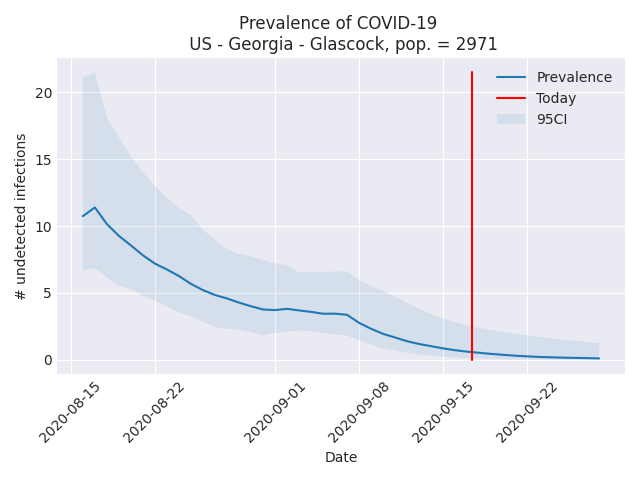 Prevalence of COVID-19
US - Georgia - Glascock, pop. = 2971
Prevalence
Today
95CI
# undetected infections
20
15
10
5
0
2020-08-15
2020-08-22
2020-09-01
2020-09-08
2020-09-15
2020-09-22
Date